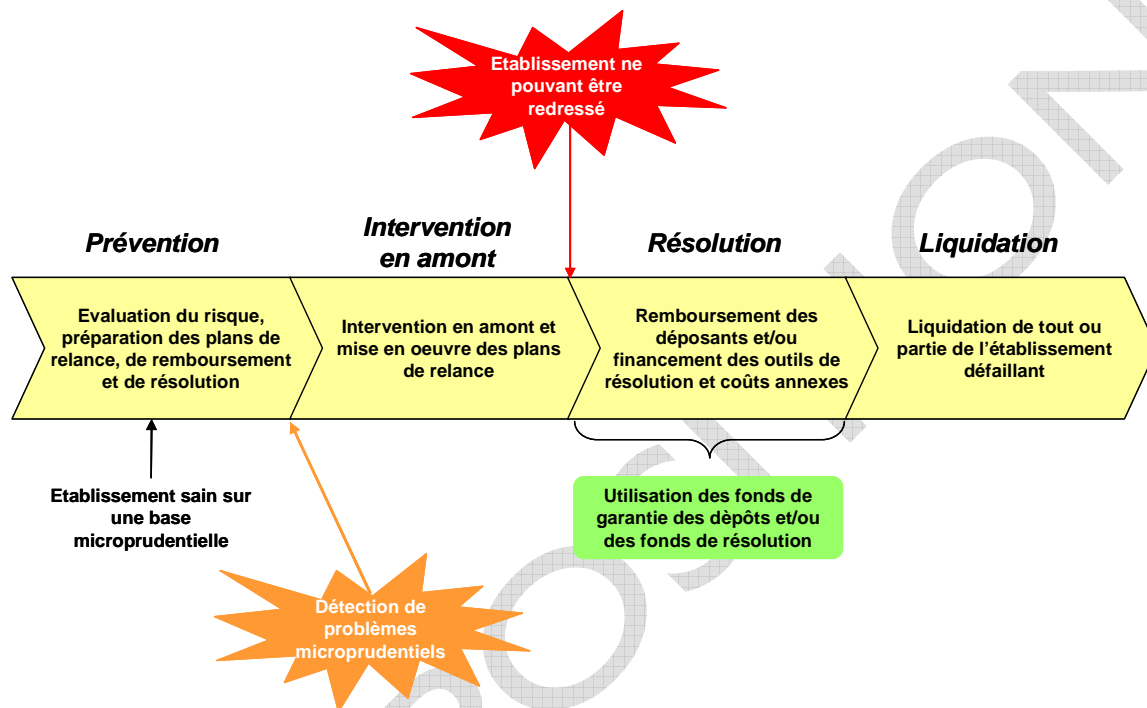 Etablissement ne
pouvant être
redressé
Prévention
Intervention
en amont
Résolution
Liquidation
Evaluation du risque,
préparation des plans de
relance, de remboursement
et de résolution
Intervention en amont et
mise en oeuvre des plans
de relance
Remboursement des
déposants et/ou
financement des outils de
résolution et coûts annexes
Liquidation de tout ou
partie de l'établissement
défaillant
Etablissement sain sur
une base
microprudentielle
Utilisation des fonds de
garantie des dèpôts et/ou
des fonds de résolution
Détection de
problèmes
microprudentiels